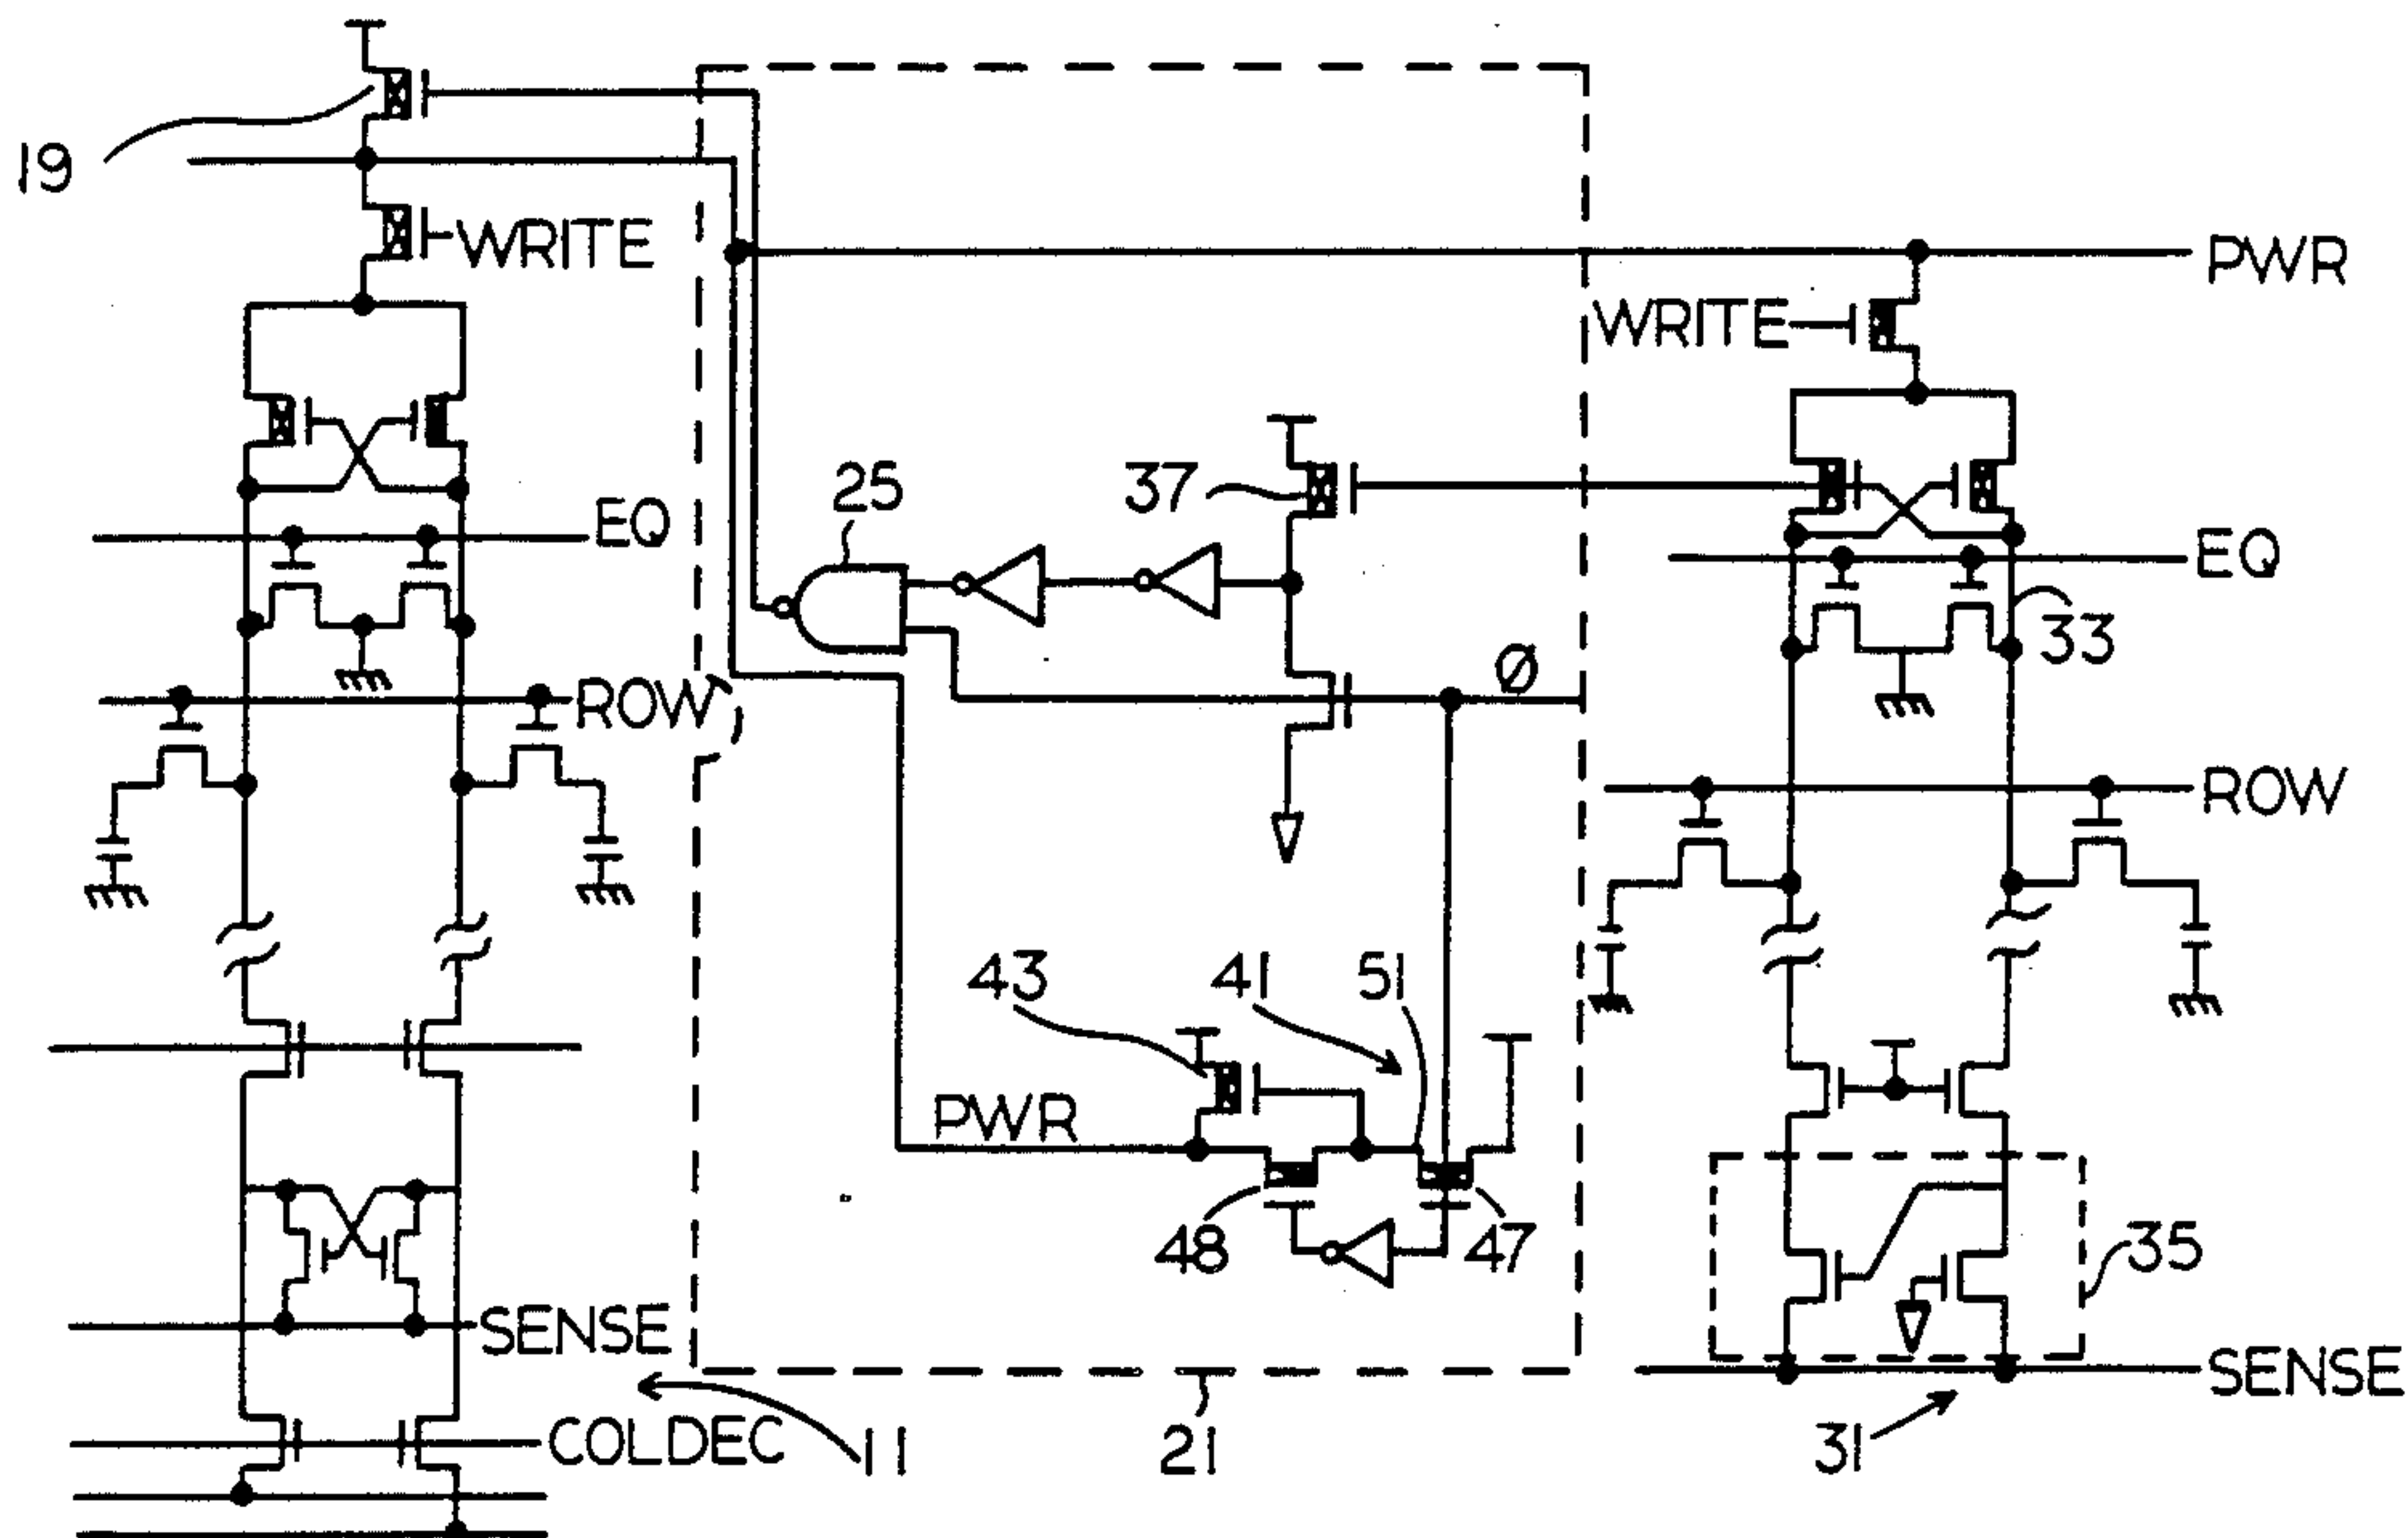 19
WRITE
PWR
WRITE
25
37
EQ
EQ
33
Ø
ROW
ROW
43
41
51
PWR
48
47
35
SENSE
SENSE
COLDEC
11
21
31